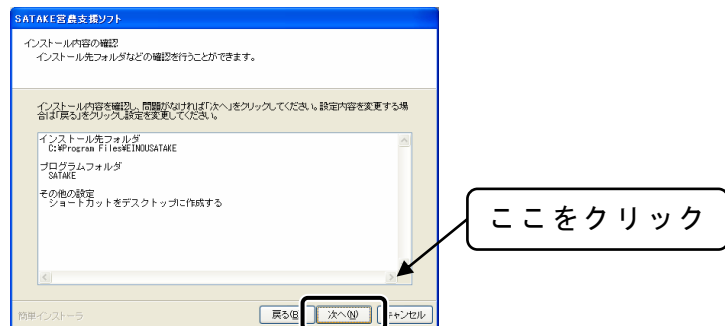 SATAKE営農支援ソフト
インストール内容の確認
インストール先フォルダなどの確認を行うことができます。
インストール内容を確認し、問題がなければ「次へ」をクリックしてください。設定内容を変更する場
合は「戻る」をクリックし設定を変更してください。
インストール先フォルダ
C:¥Program Files¥EINOUSATAKE
プログラムフォルダ
SATAKE
その他の設定
ショートカットをデスクトップに作成する
ここをクリック
簡単インストーラ
戻る(B
次へ(N)
キャンセル